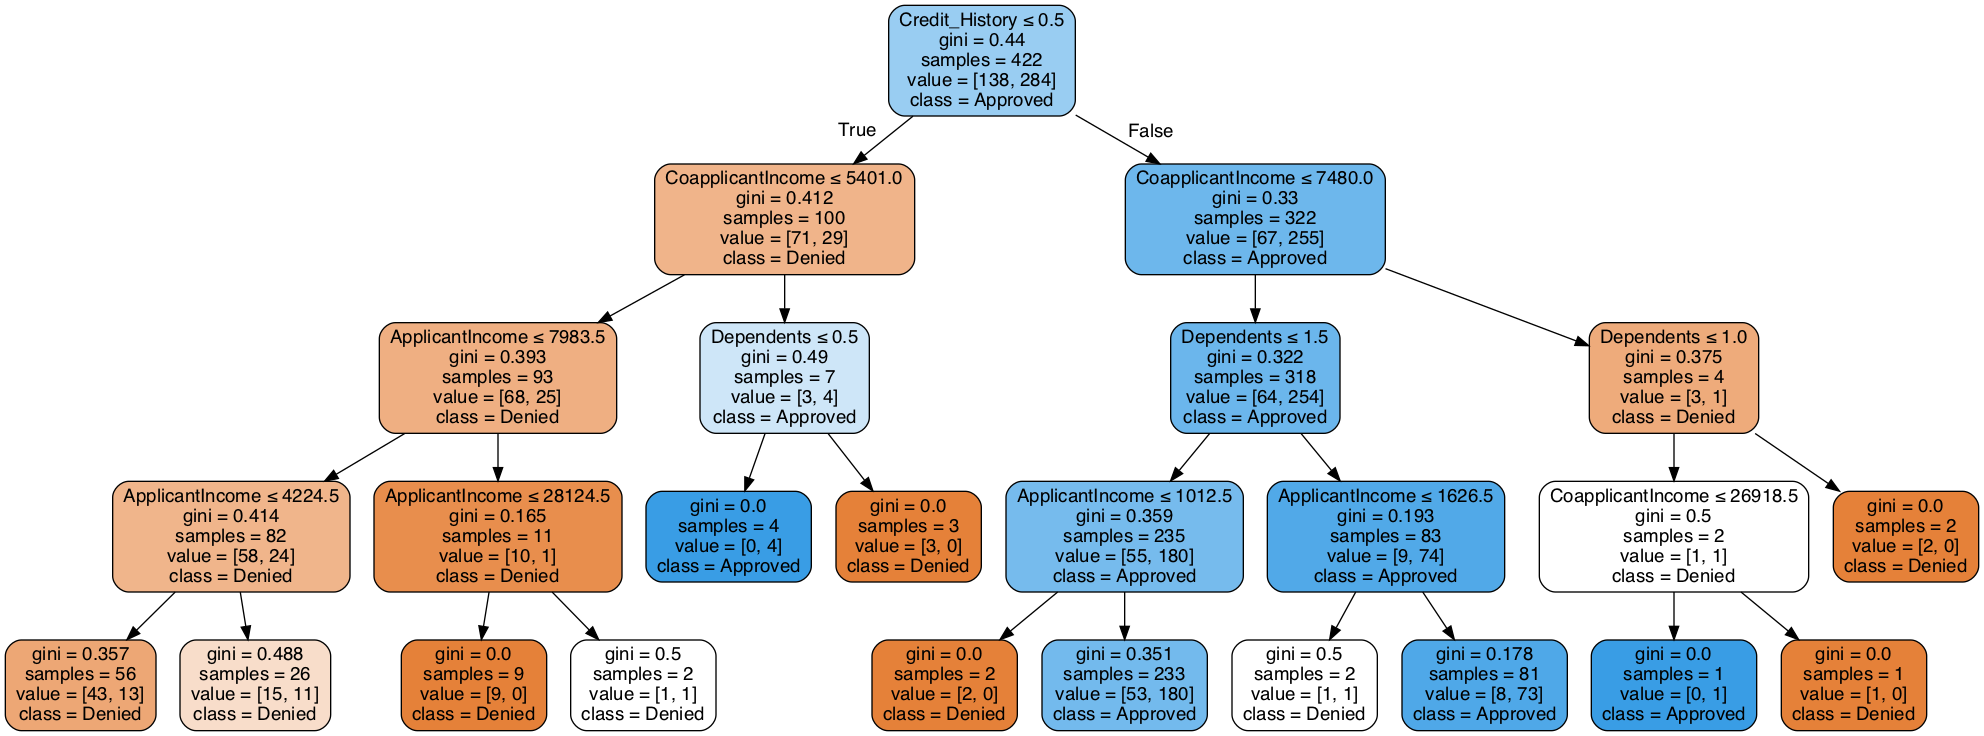 Credit_History ≤ 0.5
gini = 0.44
samples = 422
value = [138, 284]
class = Approved
True
False
CoapplicantIncome ≤ 5401.0
gini = 0.412
samples = 100
value = [71, 29]
class = Denied
CoapplicantIncome ≤ 7480.0
gini = 0.33
samples = 322
value = [67, 255]
class = Approved
ApplicantIncome ≤ 7983.5
gini = 0.393
samples = 93
value = [68, 25]
class = Denied
Dependents ≤ 0.5
gini = 0.49
samples = 7
value = [3, 4]
class = Approved
Dependents ≤ 1.5
gini = 0.322
samples = 318
value = [64, 254]
class = Approved
Dependents ≤ 1.0
gini = 0.375
samples = 4
value = [3, 1]
class = Denied
ApplicantIncome ≤ 4224.5
gini = 0.414
samples = 82
value = [58, 24]
class = Denied
ApplicantIncome ≤ 28124.5
gini = 0.165
samples = 11
value = [10, 1]
class = Denied
gini = 0.0
samples = 4
value = [0, 4]
class = Approved
gini = 0.0
samples = 3
value = [3, 0]
class = Denied
ApplicantIncome ≤ 1012.5
gini = 0.359
samples = 235
value = [55, 180]
class = Approved
ApplicantIncome ≤ 1626.5
gini = 0.193
samples = 83
value = [9, 74]
class = Approved
CoapplicantIncome ≤ 26918.5
gini = 0.5
samples = 2
value = [1, 1]
class = Denied
gini = 0.0
samples = 2
value = [2, 0]
class = Denied
gini = 0.357
samples = 56
value = [43, 13]
class = Denied
gini = 0.488
samples = 26
value = [15, 11]
class = Denied
gini = 0.0
samples = 9
value = [9, 0]
class = Denied
gini = 0.5
samples = 2
value = [1, 1]
class = Denied
gini = 0.0
samples = 2
value = [2, 0]
class = Denied
gini = 0.351
samples = 233
value = [53, 180]
class = Approved
gini = 0.5
samples = 2
value = [1, 1]
class = Denied
gini = 0.178
samples = 81
value = [8, 73]
class = Approved
gini = 0.0
samples = 1
value = [0, 1]
class = Approved
gini = 0.0
samples = 1
value = [1, 0]
class = Denied